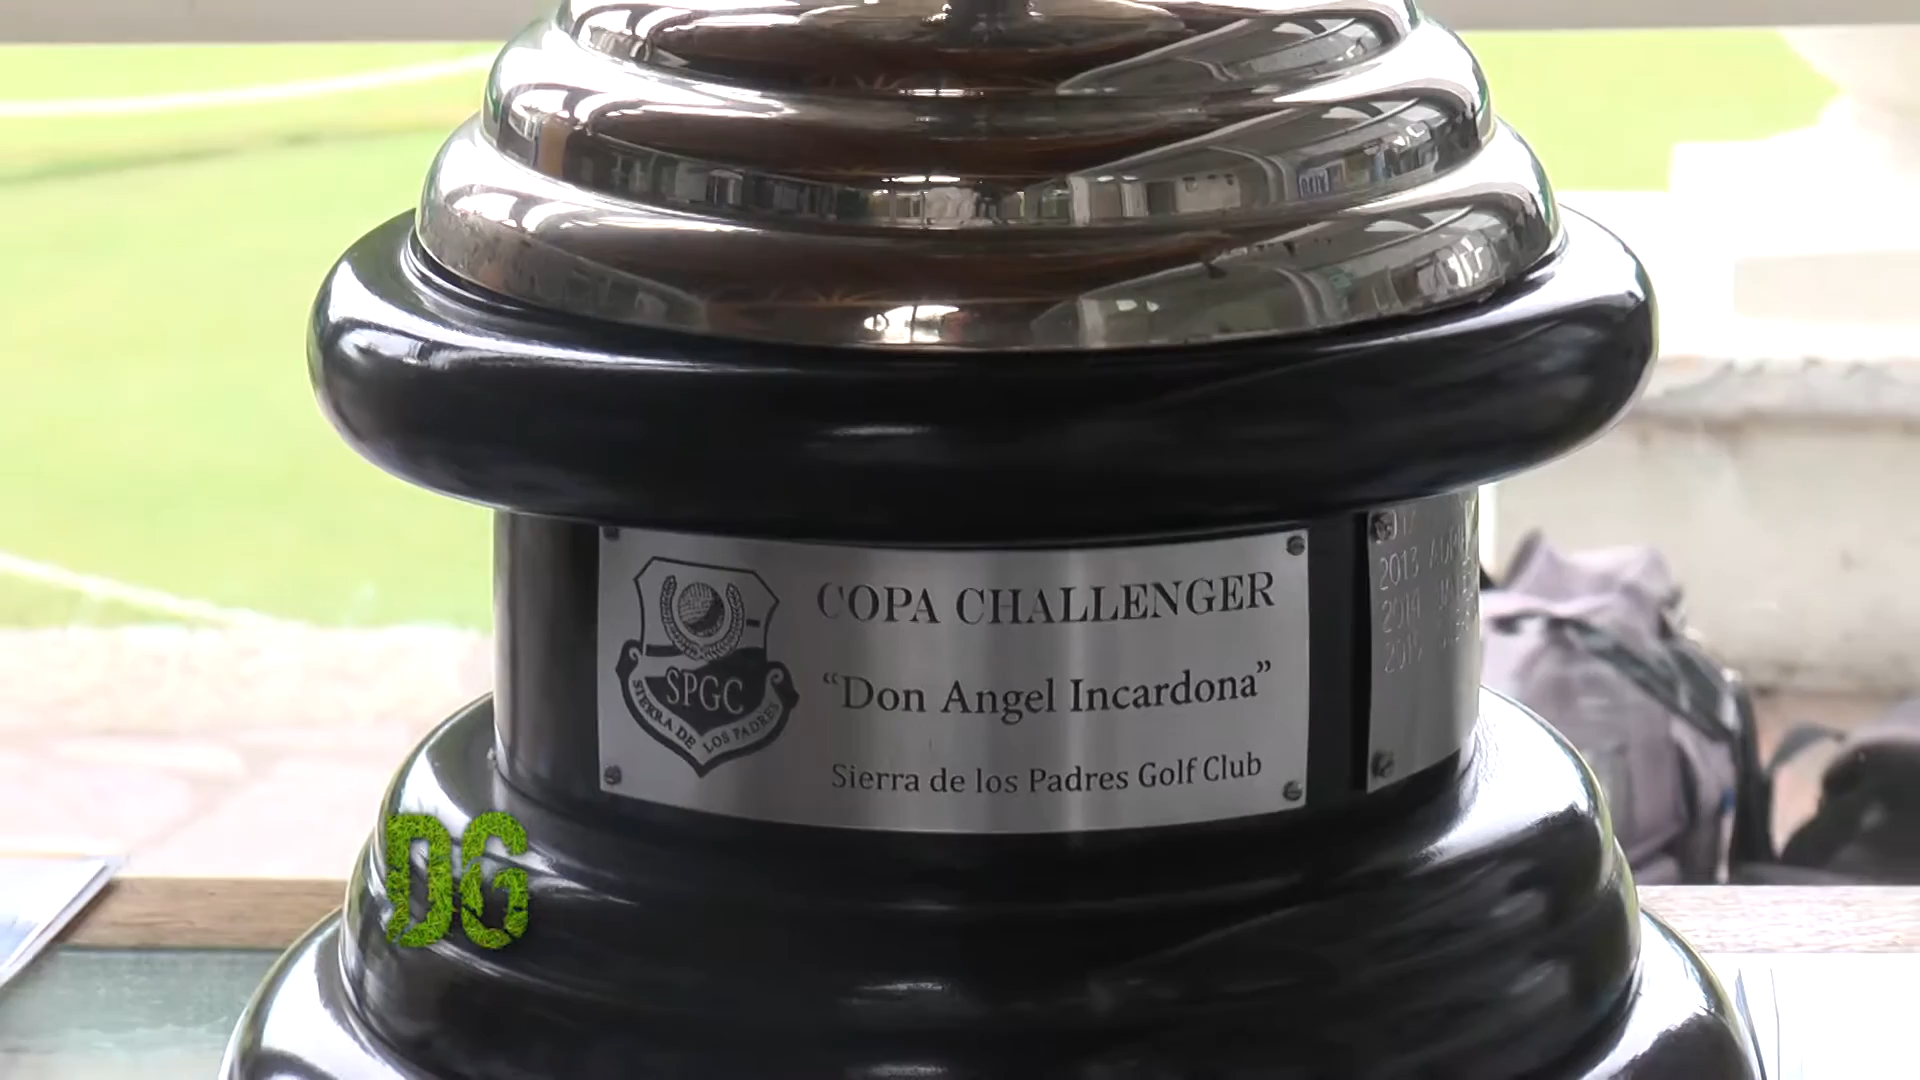 COPA CHALLENGER
"Don Angel Incardona"
Sierra de los Padres Golf Club
SPGC
SIERRA DE LOS PADRES
2013
2014
DG